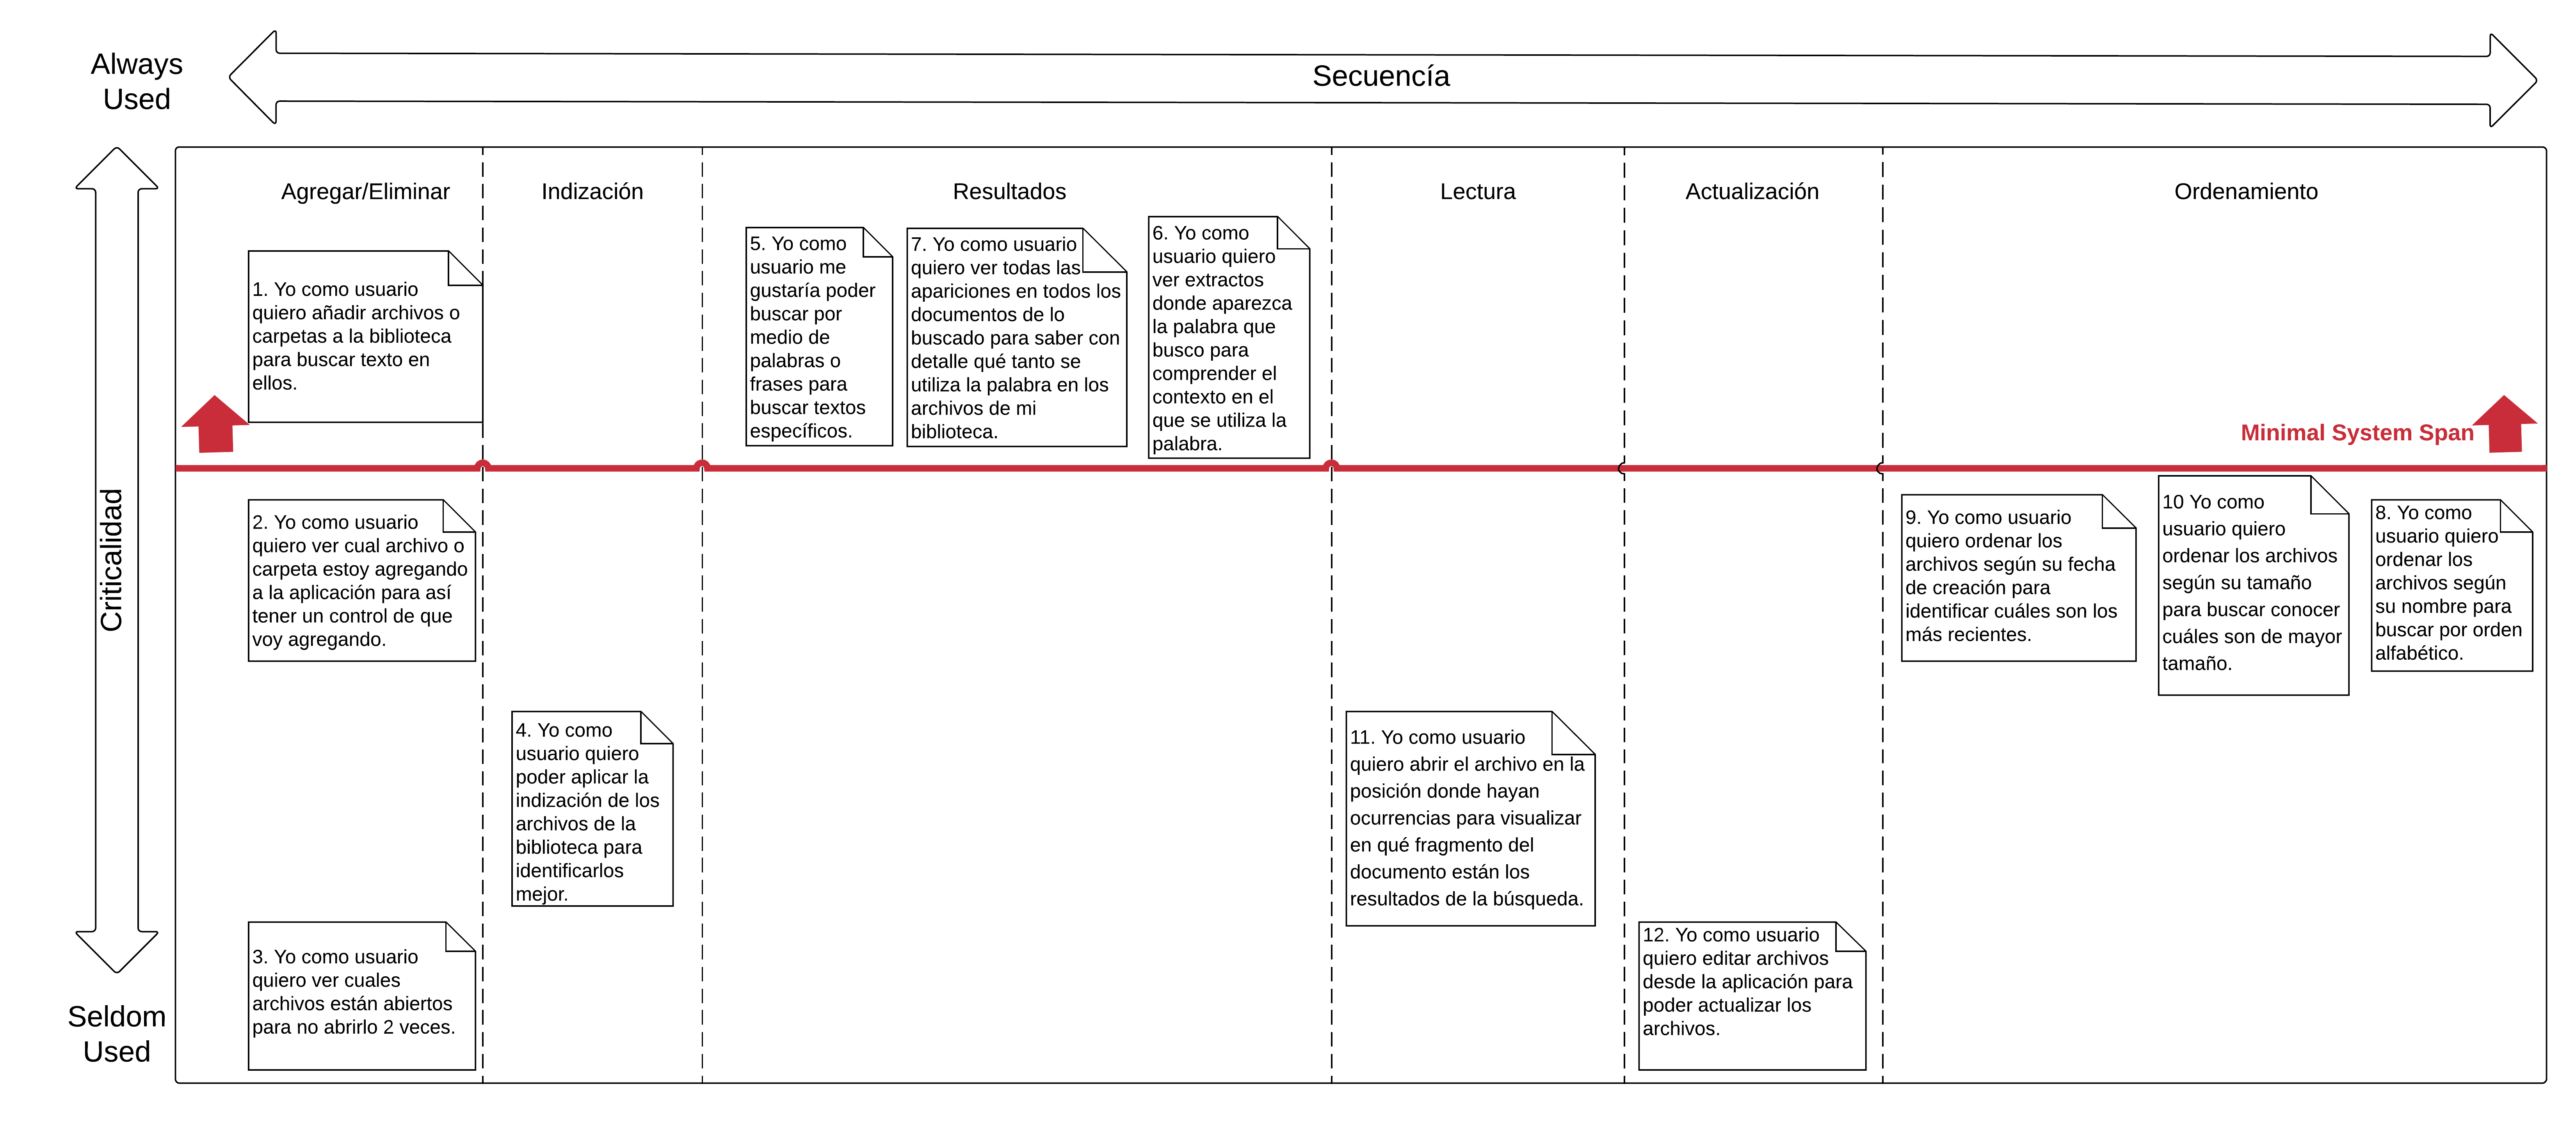 Always
Used
Secuencía
Agregar/Eliminar
Indización
Resultados
Lectura
Actualización
Ordenamiento
1. Yo como usuario
quiero añadir archivos o
carpetas a la biblioteca
para buscar texto en
ellos.
5. Yo como
usuario me
gustaría poder
buscar por
medio de
palabras o
frases para
buscar textos
específicos.
7. Yo como usuario
quiero ver todas las
apariciones en todos los
documentos de lo
buscado para saber con
detalle qué tanto se
utiliza la palabra en los
archivos de mi
biblioteca.
6. Yo como
usuario quiero
ver extractos
donde aparezca
la palabra que
busco para
comprender el
contexto en el
que se utiliza la
palabra.
Minimal System Span
Criticalidad
2. Yo como usuario
quiero ver cual archivo o
carpeta estoy agregando
a la aplicación para así
tener un control de que
voy agregando.
9. Yo como usuario
quiero ordenar los
archivos según su fecha
de creación para
identificar cuáles son los
más recientes.
10 Yo como
usuario quiero
ordenar los archivos
según su tamaño
para buscar conocer
cuáles son de mayor
tamaño.
8. Yo como
usuario quiero
ordenar los
archivos según
su nombre para
buscar por orden
alfabético.
4. Yo como
usuario quiero
poder aplicar la
indización de los
archivos de la
biblioteca para
identificarlos
mejor.
11. Yo como usuario
quiero abrir el archivo en la
posición donde hayan
ocurrencias para visualizar
en qué fragmento del
documento están los
resultados de la búsqueda.
3. Yo como usuario
quiero ver cuales
archivos están abiertos
para no abrirlo 2 veces.
12. Yo como usuario
quiero editar archivos
desde la aplicación para
poder actualizar los
archivos.
Seldom
Used